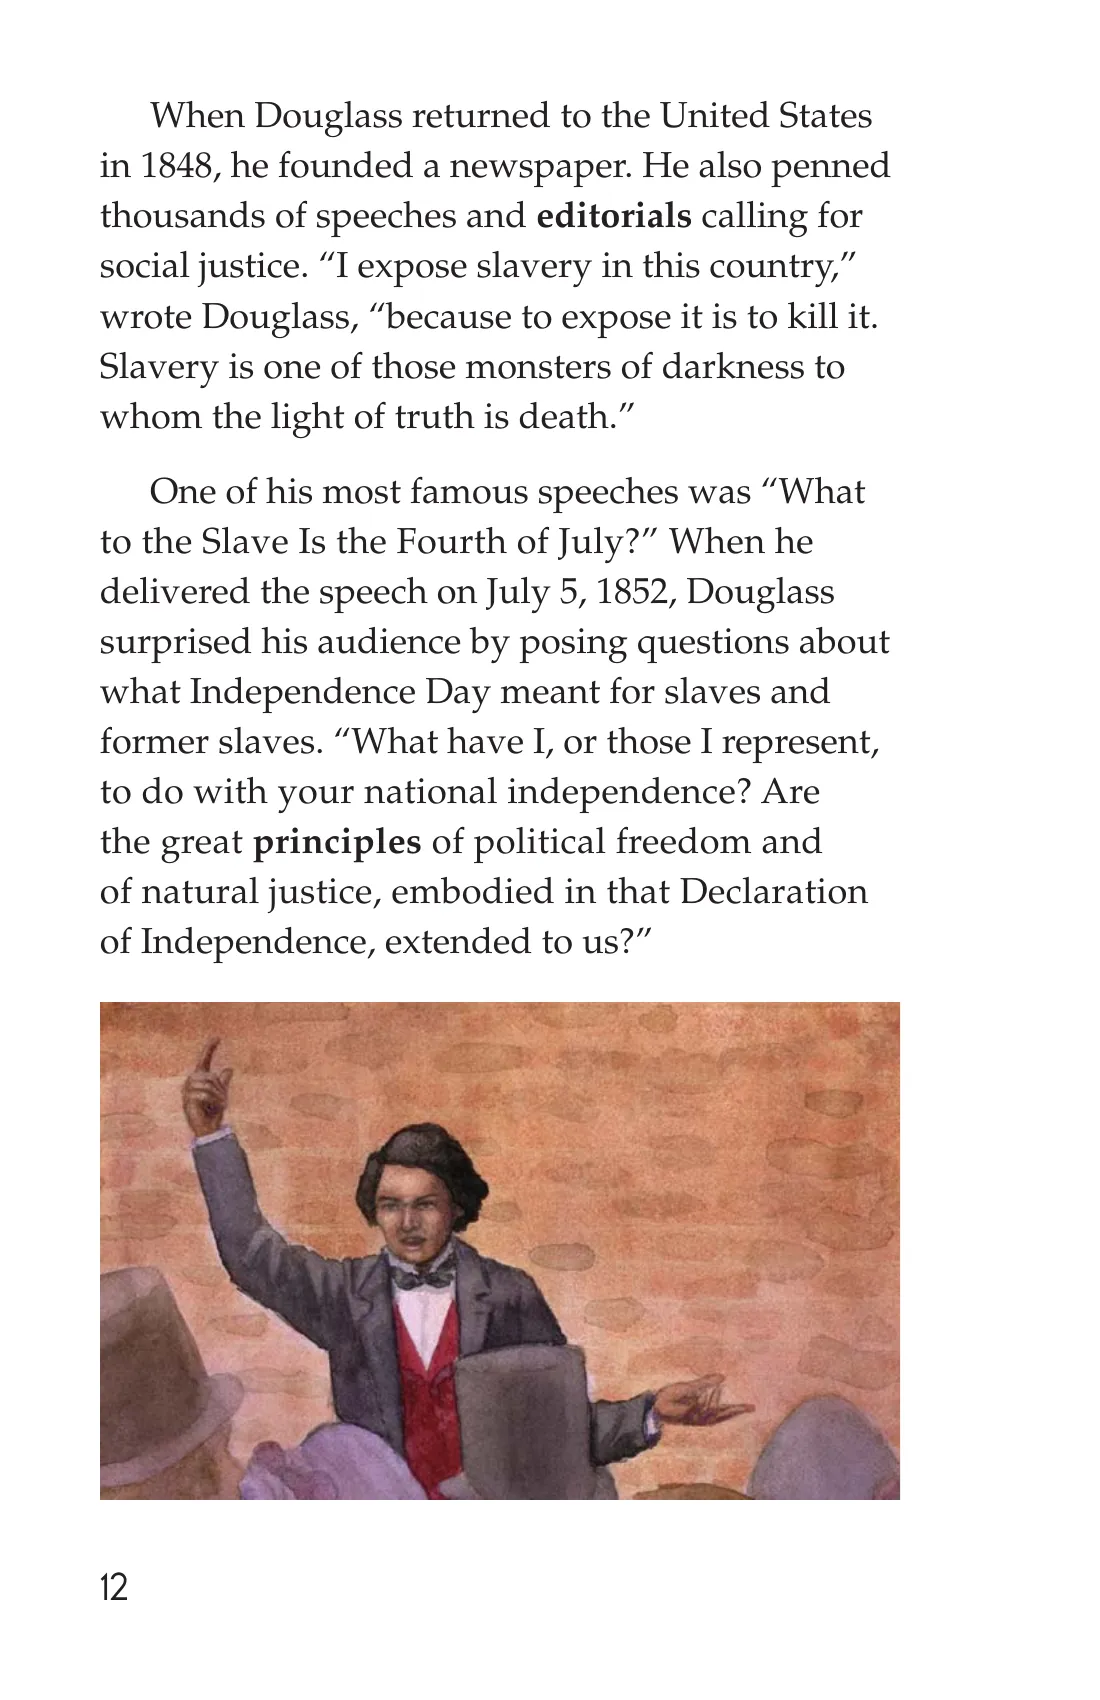 When Douglass returned to the United States
in 1848, he founded a newspaper. He also penned
thousands of speeches and editorials calling for
social justice. “I expose slavery in this country,”
wrote Douglass, “because to expose it is to kill it.
Slavery is one of those monsters of darkness to
whom the light of truth is death.”
One of his most famous speeches was “What
to the Slave Is the Fourth of July?” When he
delivered the speech on July 5, 1852, Douglass
surprised his audience by posing questions about
what Independence Day meant for slaves and
former slaves. “What have I, or those I represent,
to do with your national independence? Are
the great principles of political freedom and
of natural justice, embodied in that Declaration
of Independence, extended to us?”
12